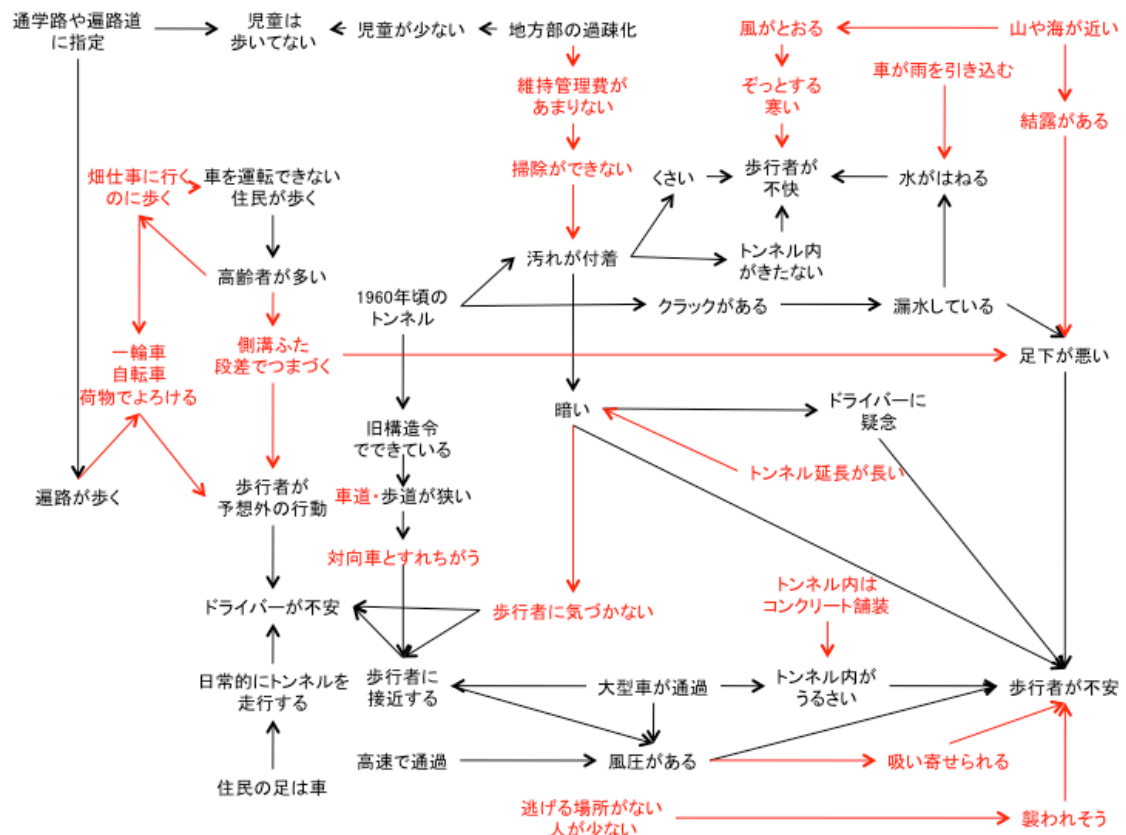 通学路や遍路道
に指定
児童は
歩いてない
児童が少ない
地方部の過疎化
風がとおる
山や海が近い
維持管理費が
あまりない
ぞっとする
寒い
車が雨を引き込む
結露がある
掃除ができない
畑仕事に行く
のに歩く
車を運転できない
住民が歩く
くさい
歩行者が
不快
水がはねる
高齢者が多い
汚れが付着
トンネル内
がきたない
1960年頃の
トンネル
クラックがある
漏水している
一輪車
自転車
荷物でよろける
側溝ふた
段差でつまづく
足下が悪い
旧構造令
でできている
暗い
ドライバーに
疑念
トンネル延長が長い
遍路が歩く
歩行者が
予想外の行動
車道・歩道が狭い
対向車とすれちがう
ドライバーが不安
歩行者に気づかない
トンネル内は
コンクリート舗装
日常的にトンネルを
走行する
歩行者に
接近する
大型車が通過
トンネル内が
うるさい
歩行者が不安
住民の足は車
高速で通過
風圧がある
吸い寄せられる
逃げる場所がない
人が少ない
襲われそう